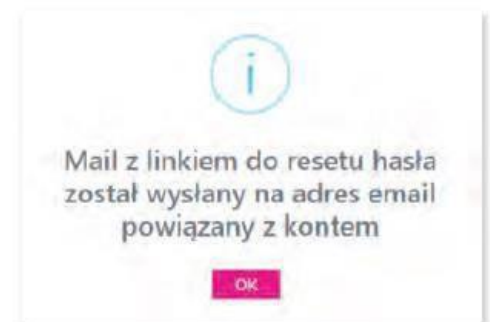 i
Mail z linkiem do resetu hasła
został wysłany na adres email
powiązany z kontem
OK